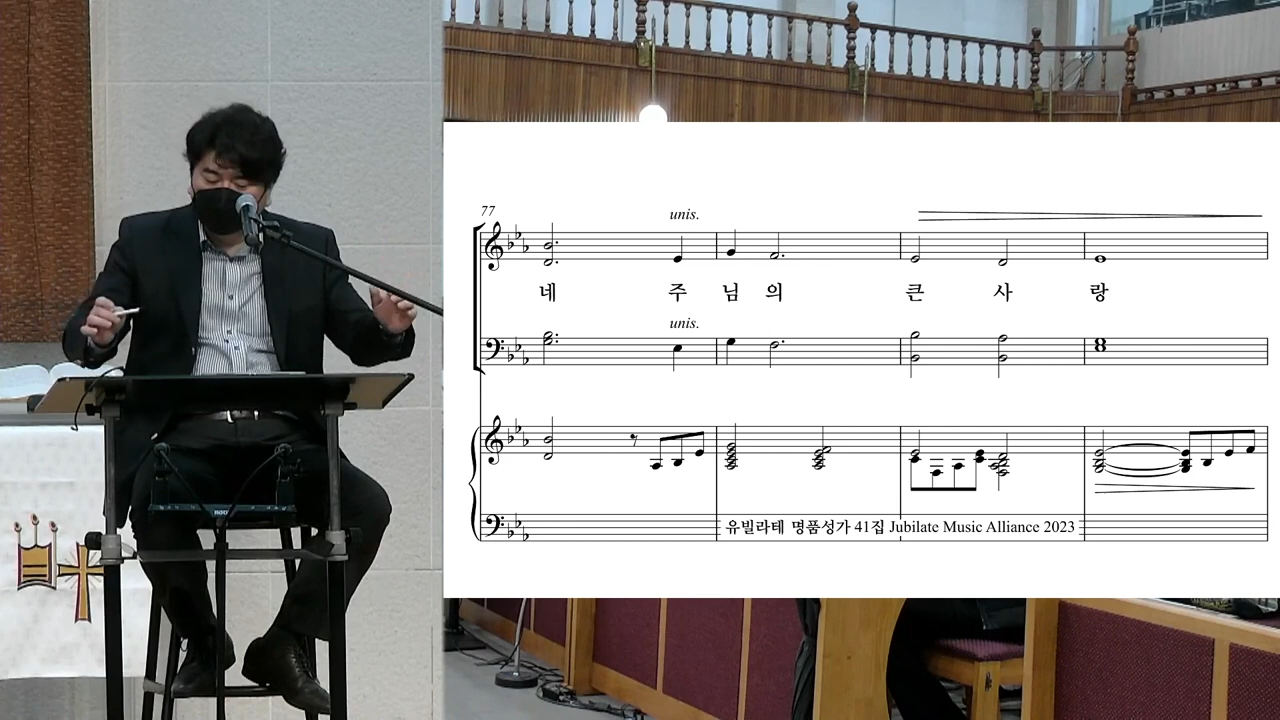 77
unis.
네 주 님 의 큰 사 랑
unis.
유빌라테 명품성가 41집 Jubilate Music Alliance 2023
RODE